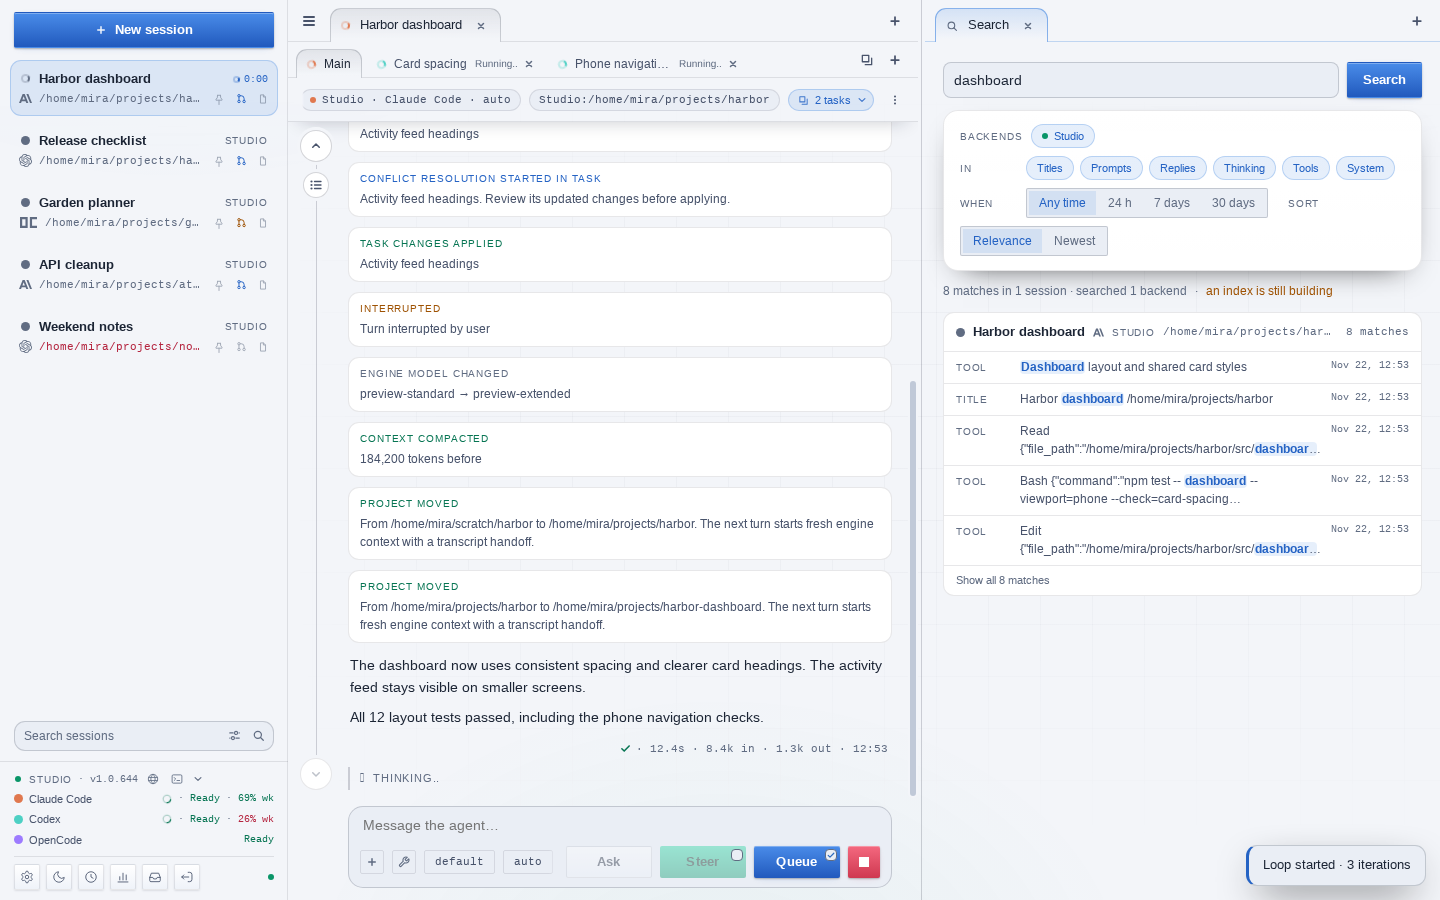 New session
Harbor dashboard
0:00
/home/mira/projects/ha…
Release checklist
STUDIO
/home/mira/projects/ha…
Garden planner
STUDIO
/home/mira/projects/g…
API cleanup
STUDIO
/home/mira/projects/at…
Weekend notes
STUDIO
/home/mira/projects/no…
Search sessions
STUDIO · v1.0.644
Claude Code · Ready · 69% wk
Codex · Ready · 26% wk
OpenCode Ready
Harbor dashboard
Main
Card spacing Running..
Phone navigati… Running..
Studio · Claude Code · auto
Studio:/home/mira/projects/harbor
2 tasks
Activity feed headings
CONFLICT RESOLUTION STARTED IN TASK
Activity feed headings. Review its updated changes before applying.
TASK CHANGES APPLIED
Activity feed headings
INTERRUPTED
Turn interrupted by user
ENGINE MODEL CHANGED
preview-standard → preview-extended
CONTEXT COMPACTED
184,200 tokens before
PROJECT MOVED
From /home/mira/scratch/harbor to /home/mira/projects/harbor. The next turn starts fresh engine
context with a transcript handoff.
PROJECT MOVED
From /home/mira/projects/harbor to /home/mira/projects/harbor-dashboard. The next turn starts
fresh engine context with a transcript handoff.
The dashboard now uses consistent spacing and clearer card headings. The activity
feed stays visible on smaller screens.
All 12 layout tests passed, including the phone navigation checks.
· 12.4s · 8.4k in · 1.3k out · 12:53
THINKING..
Message the agent…
default
auto
Ask
Steer
Queue
Search
dashboard
Search
BACKENDS Studio
IN Titles Prompts Replies Thinking Tools System
WHEN Any time 24 h 7 days 30 days SORT
Relevance Newest
8 matches in 1 session · searched 1 backend · an index is still building
Harbor dashboard STUDIO /home/mira/projects/har… 8 matches
TOOL Dashboard layout and shared card styles Nov 22, 12:53
TITLE Harbor dashboard /home/mira/projects/harbor Nov 22, 12:53
TOOL Read Nov 22, 12:53
{"file_path":"/home/mira/projects/harbor/src/dashboar…
TOOL Bash {"command":"npm test -- dashboard -- Nov 22, 12:53
viewport=phone --check=card-spacing…
TOOL Edit Nov 22, 12:53
{"file_path":"/home/mira/projects/harbor/src/dashboar…
Show all 8 matches
Loop started · 3 iterations